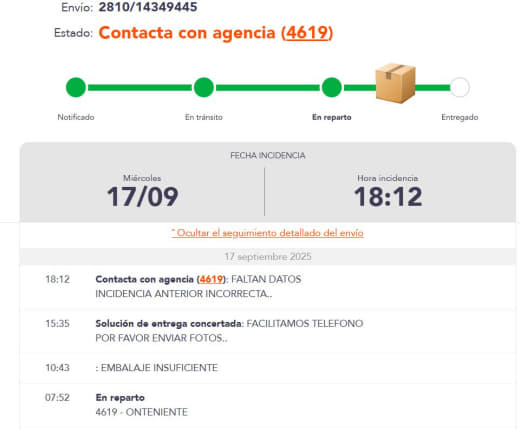 Envío: 2810/14349445
Estado: Contacta con agencia (4619)
Notificado
En tránsito
En reparto
Entregado
FECHA INCIDENCIA
Miércoles
17/09
Hora incidencia
18:12
ˆ Ocultar el seguimiento detallado del envío
17 septiembre 2025
18:12 Contacta con agencia (4619): FALTAN DATOS
INCIDENCIA ANTERIOR INCORRECTA..
15:35 Solución de entrega concertada: FACILITAMOS TELEFONO
POR FAVOR ENVIAR FOTOS..
10:43 : EMBALAJE INSUFICIENTE
07:52 En reparto
4619 - ONTENIENTE